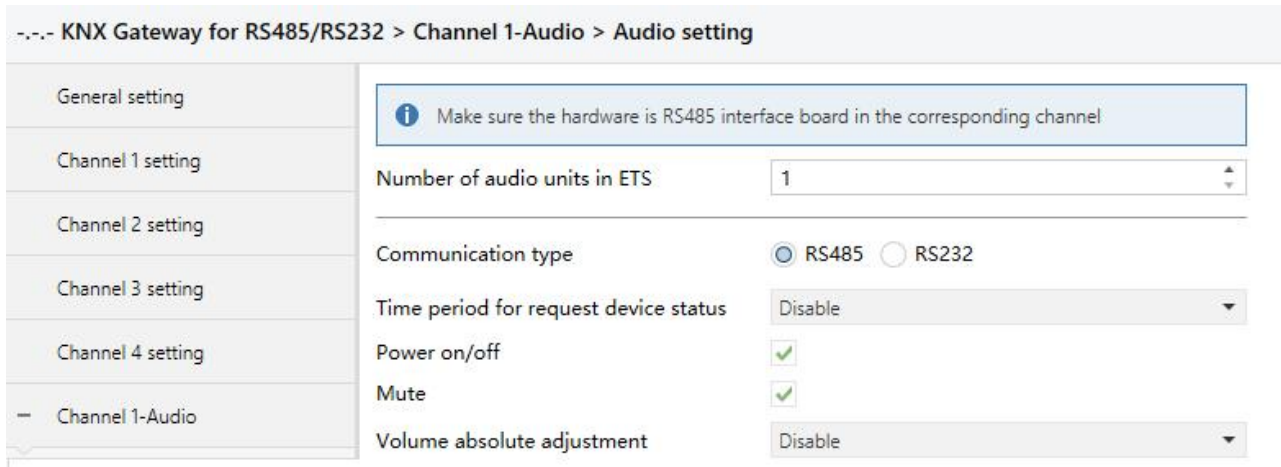 -.-.- KNX Gateway for RS485/RS232 > Channel 1-Audio > Audio setting
General setting
Channel 1 setting
Channel 2 setting
Channel 3 setting
Channel 4 setting
– Channel 1-Audio
Make sure the hardware is RS485 interface board in the corresponding channel
Number of audio units in ETS 1
Communication type RS485 RS232
Time period for request device status Disable
Power on/off
Mute
Volume absolute adjustment Disable